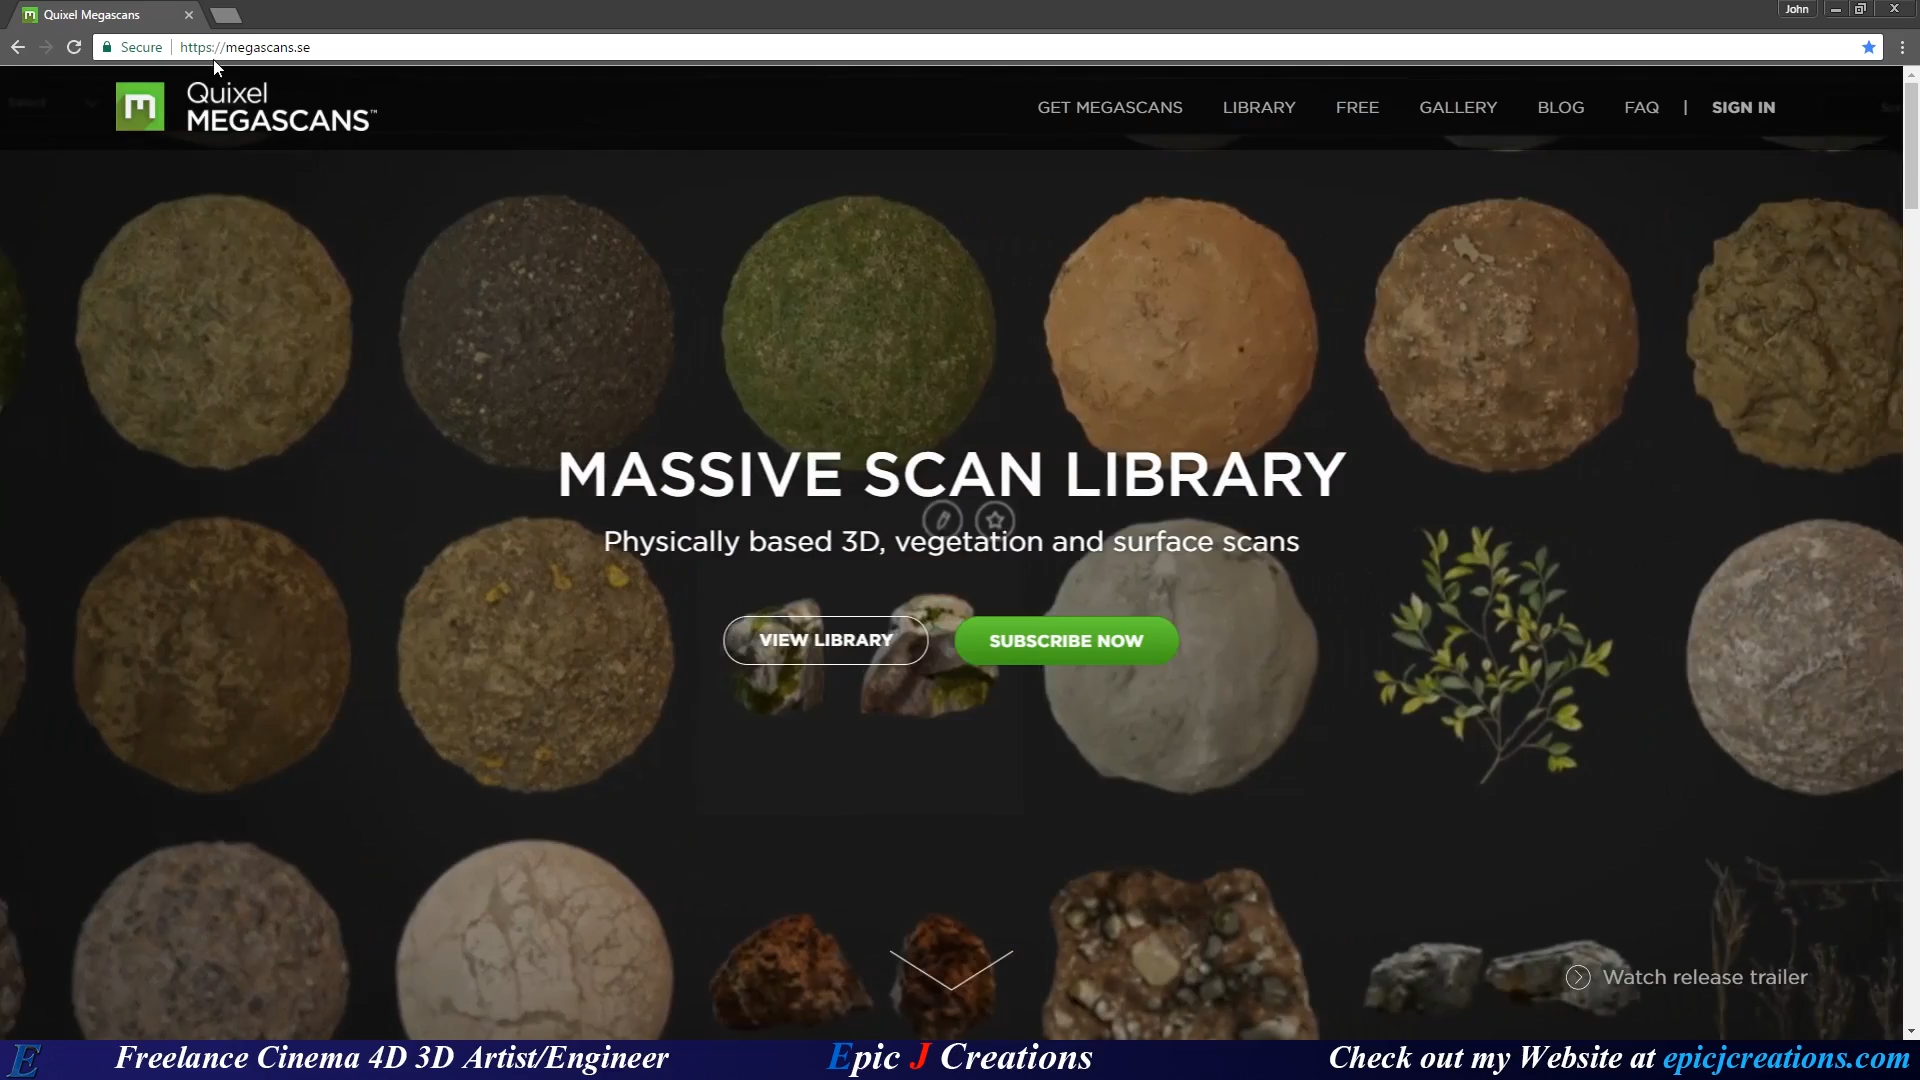 Quixel Megascans
John
Secure
https://megascans.se
Quixel
MEGASCANS™
GET MEGASCANS
LIBRARY
FREE
GALLERY
BLOG
FAQ
|
SIGN IN
MASSIVE SCAN LIBRARY
Physically based 3D, vegetation and surface scans
VIEW LIBRARY
SUBSCRIBE NOW
Watch release trailer
E
Freelance Cinema 4D 3D Artist/Engineer
Epic J Creations
Check out my Website at epicjcreations.com